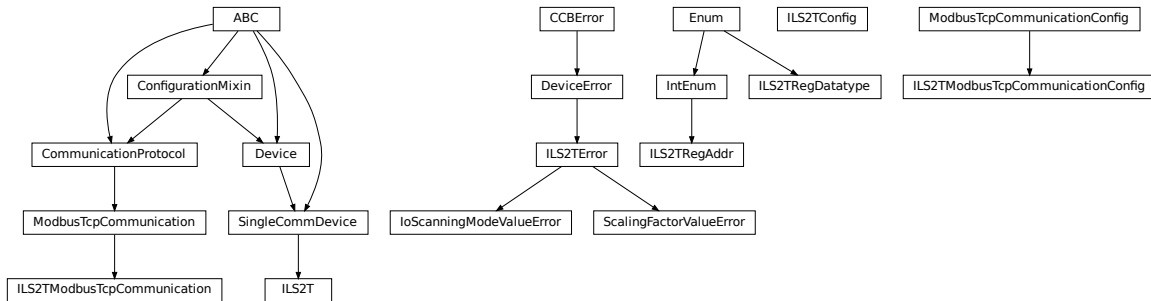 ABC
CCBError
Enum
ILS2TConfig
ModbusTcpCommunicationConfig
ConfigurationMixin
DeviceError
IntEnum
ILS2TRegDatatype
ILS2TModbusTcpCommunicationConfig
CommunicationProtocol
Device
ILS2TError
ILS2TRegAddr
ModbusTcpCommunication
SingleCommDevice
IoScanningModeValueError
ScalingFactorValueError
ILS2TModbusTcpCommunication
ILS2T